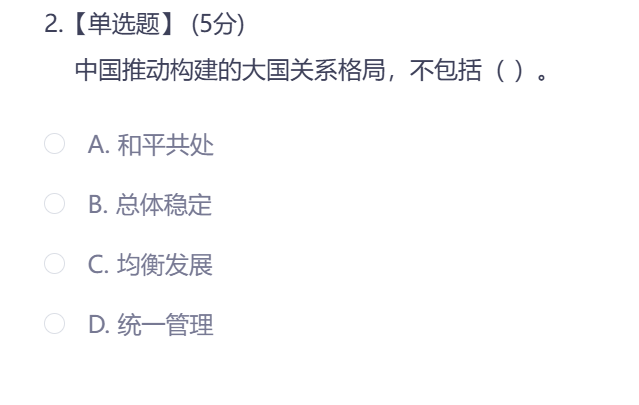 2.【单选题】 (5分)
中国推动构建的大国关系格局，不包括（ ）。
A. 和平共处
B. 总体稳定
C. 均衡发展
D. 统一管理